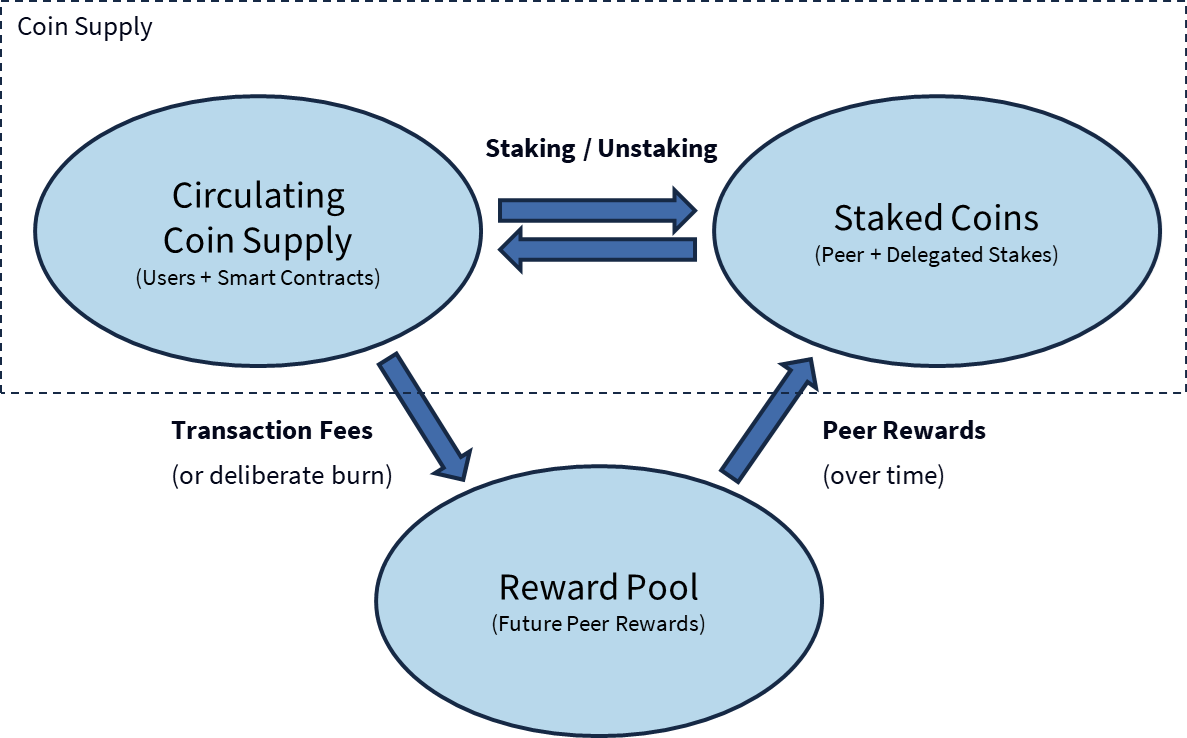 Coin Supply
Staking / Unstaking
Circulating
Coin Supply
(Users + Smart Contracts)
Staked Coins
(Peer + Delegated Stakes)
Transaction Fees
(or deliberate burn)
Peer Rewards
(over time)
Reward Pool
(Future Peer Rewards)